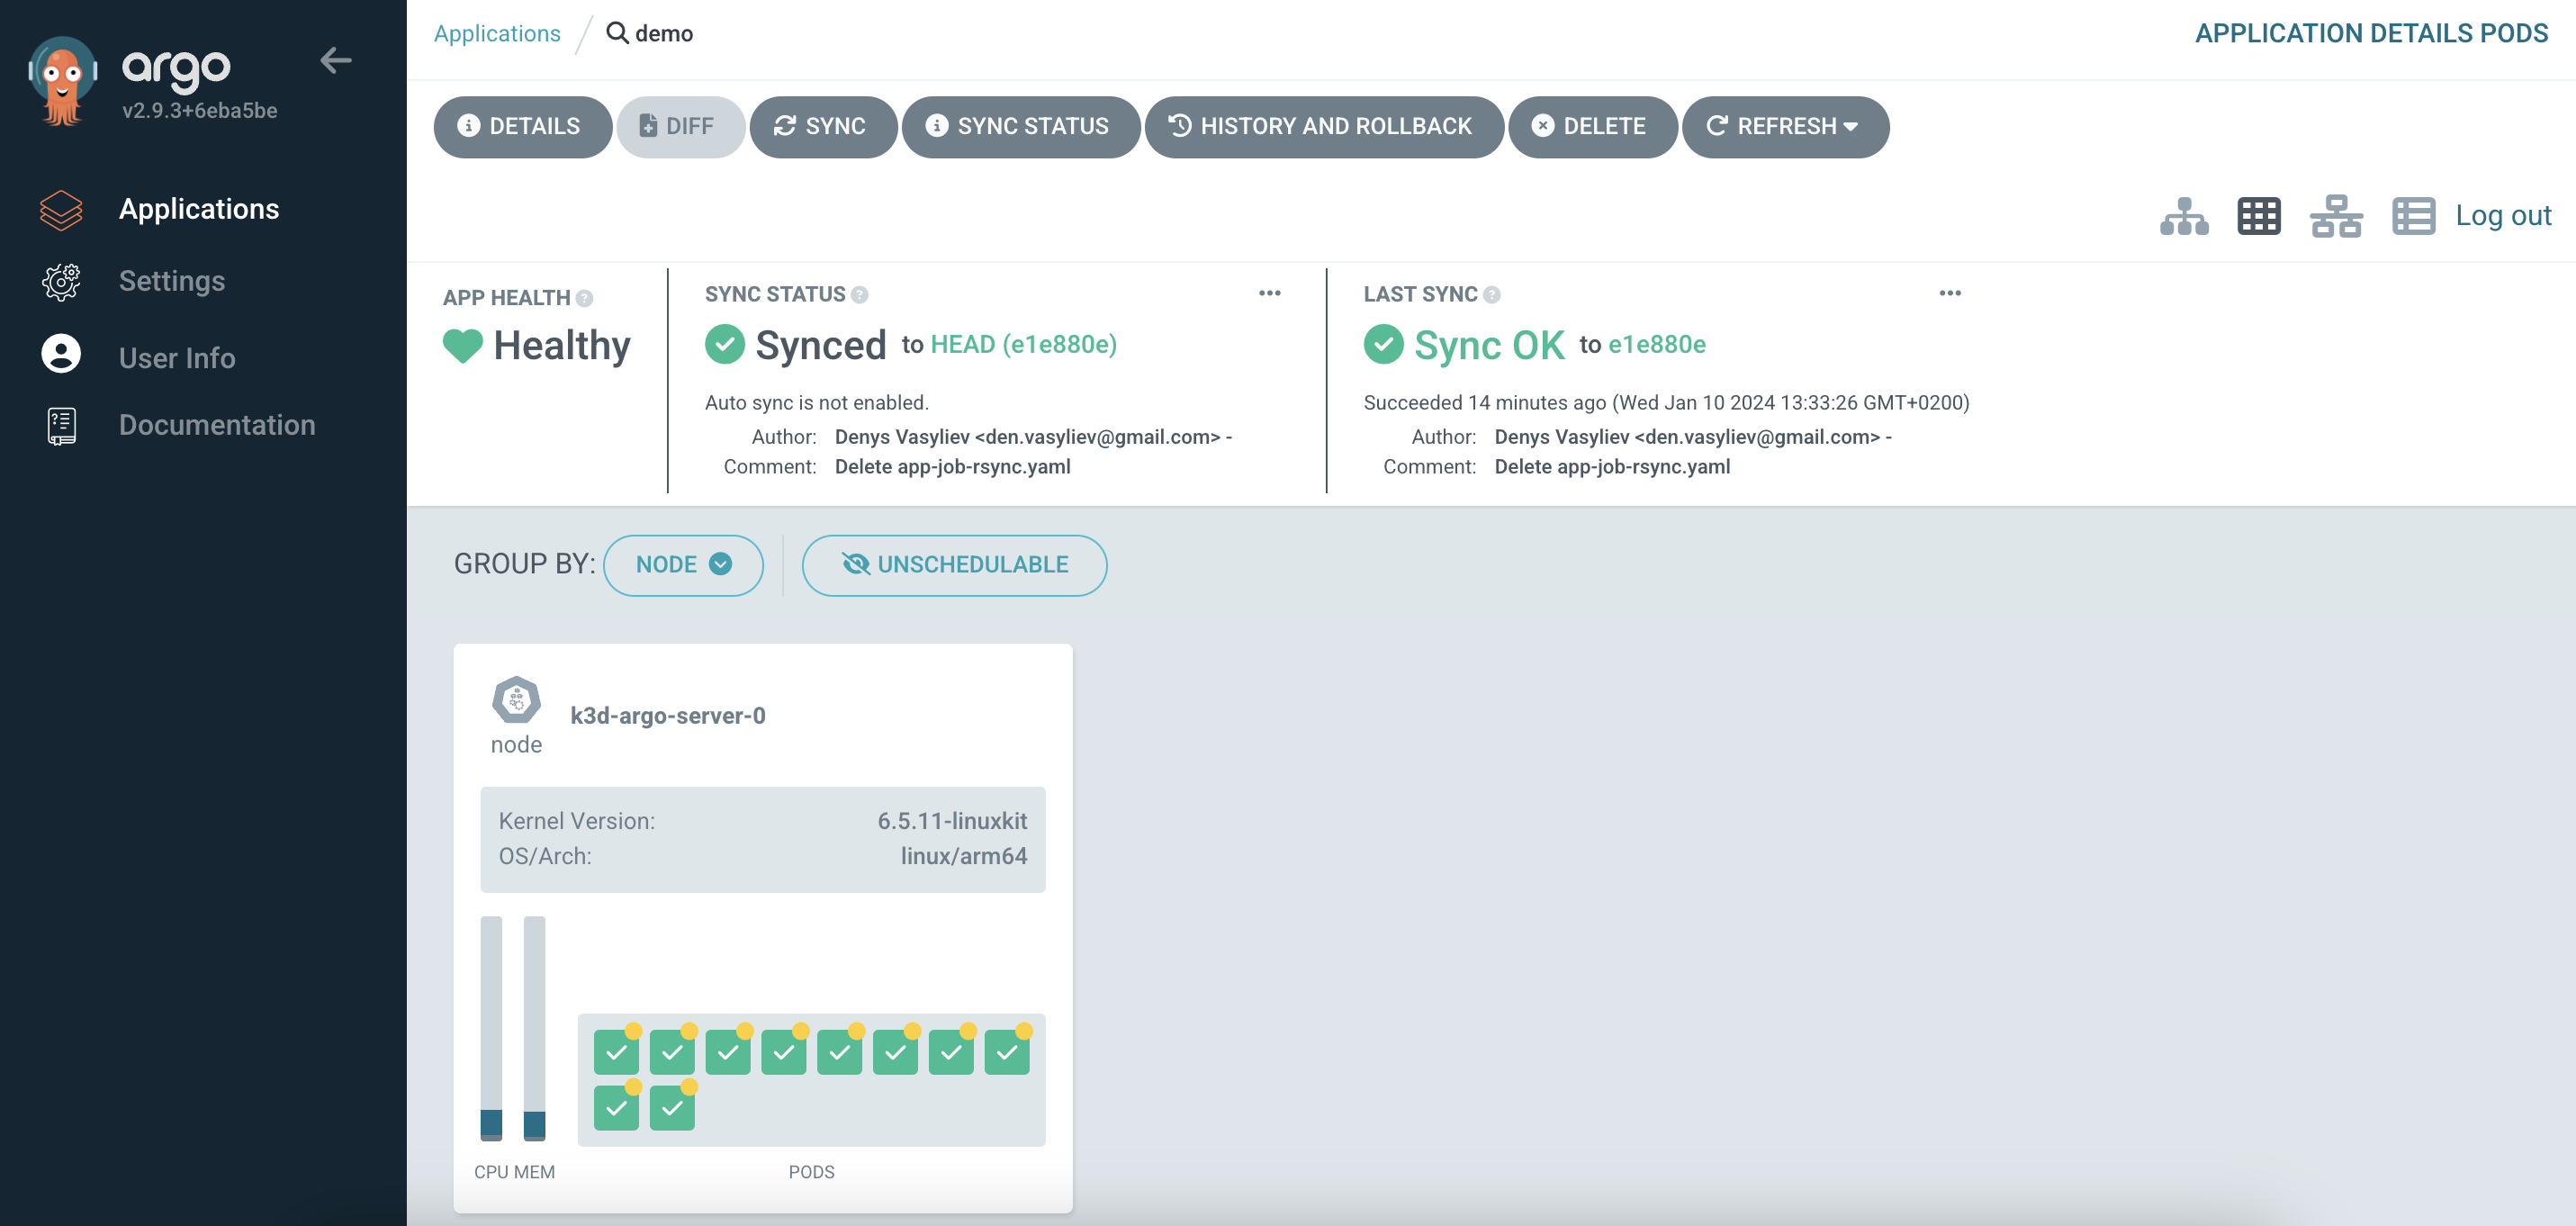 argo
v2.9.3+6eba5be
Applications
Settings
User Info
Documentation
Applications / demo
APPLICATION DETAILS PODS
DETAILS DIFF SYNC SYNC STATUS HISTORY AND ROLLBACK DELETE REFRESH
Log out
APP HEALTH ?
Healthy
SYNC STATUS ?
Synced to HEAD (e1e880e)
Auto sync is not enabled.
Author: Denys Vasyliev <den.vasyliev@gmail.com> -
Comment: Delete app-job-rsync.yaml
LAST SYNC ?
Sync OK to e1e880e
Succeeded 14 minutes ago (Wed Jan 10 2024 13:33:26 GMT+0200)
Author: Denys Vasyliev <den.vasyliev@gmail.com> -
Comment: Delete app-job-rsync.yaml
GROUP BY: NODE UNSCHEDULABLE
k3d-argo-server-0
node
Kernel Version: 6.5.11-linuxkit
OS/Arch: linux/arm64
CPU MEM PODS